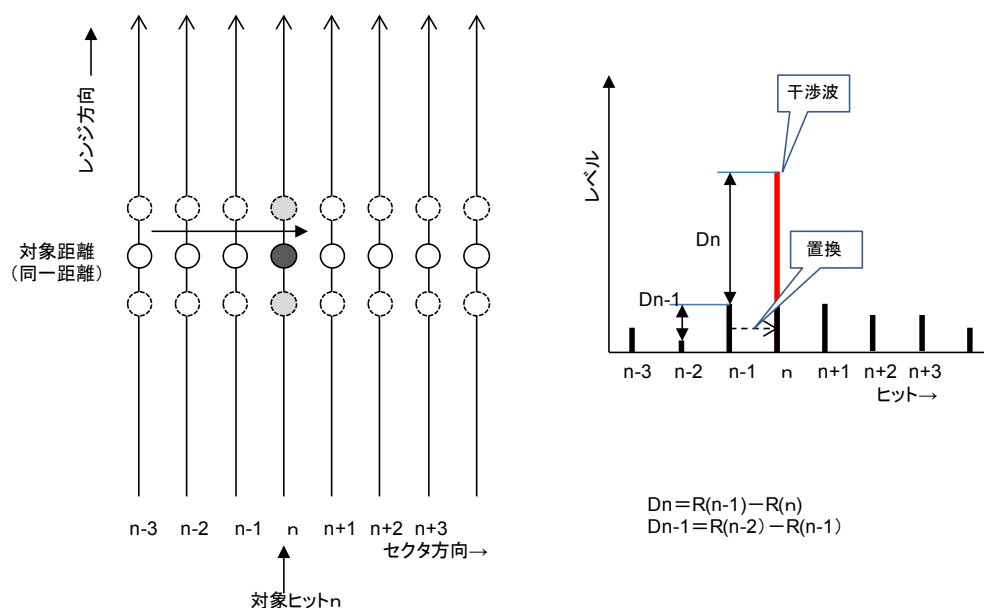 レンジ方向
対象距離
（同一距離）
n-3 n-2 n-1 n n+1 n+2 n+3
セクタ方向→
対象ヒットn
レベル
干渉波
置換
Dn
Dn-1
n-3 n-2 n-1 n n+1 n+2 n+3
ヒット→
Dn＝R(n-1)－R(n)
Dn-1＝R(n-2)－R(n-1)